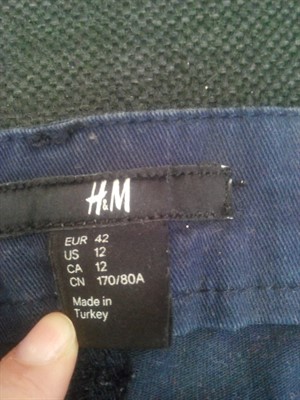 H&M
EUR 42
US 12
CA 12
CN 170/80A
Made in
Turkey